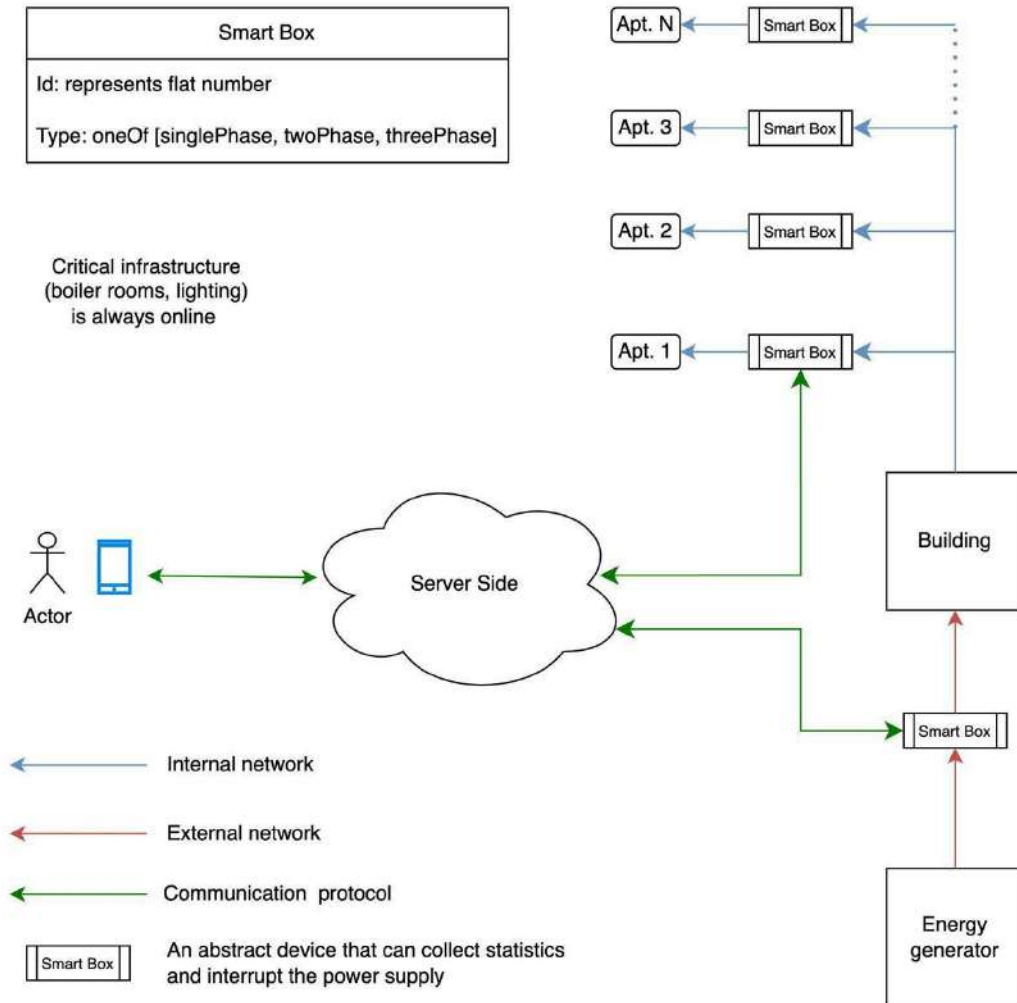 Smart Box
Id: represents flat number
Type: oneOf [singlePhase, twoPhase, threePhase]
Apt. N
Smart Box
Apt. 3
Smart Box
Apt. 2
Smart Box
Critical infrastructure
(boiler rooms, lighting)
is always online
Apt. 1
Smart Box
Building
Server Side
Actor
Smart Box
Internal network
External network
Communication protocol
Energy
generator
Smart Box
An abstract device that can collect statistics
and interrupt the power supply